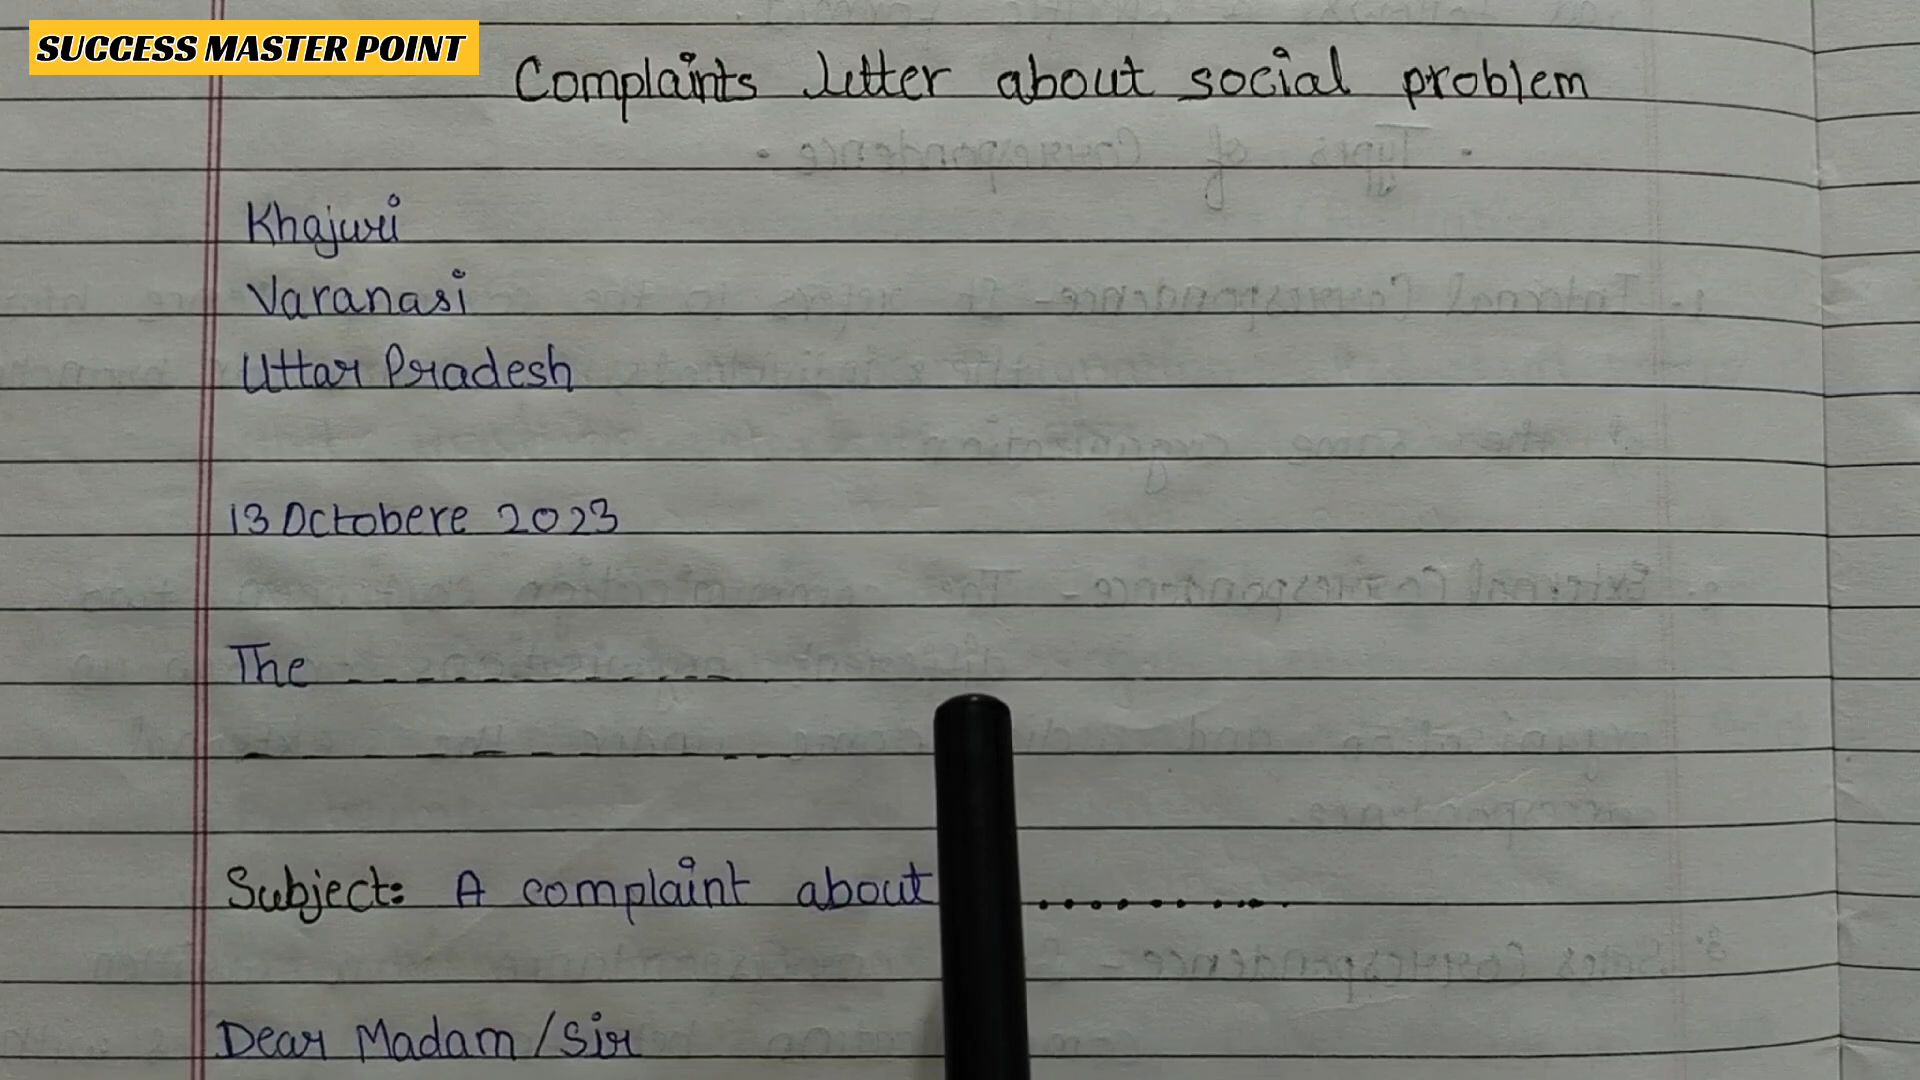 SUCCESS MASTER POINT
Complaints letter about social problem
Khajuri
Varanasi
Uttar Pradesh
13 Octobere 2023
The ------------
--------
Subject: A complaint about ..........
Dear Madam/Sir